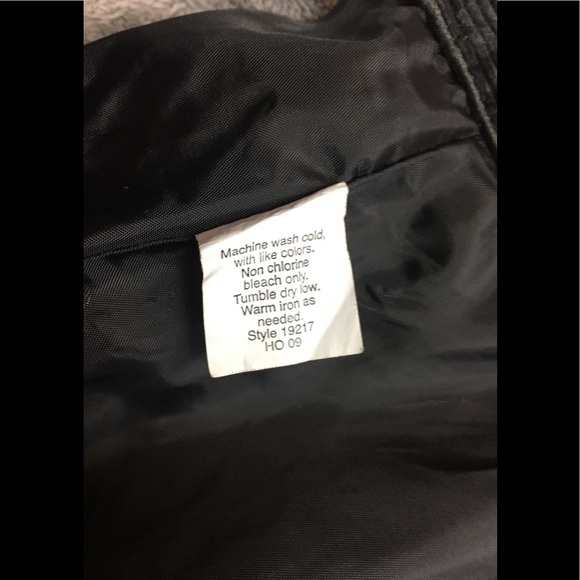 Machine wash cold,
with like colors.
Non chlorine
bleach only.
Tumble dry low.
Warm iron as
needed.
Style 19217
HO 09